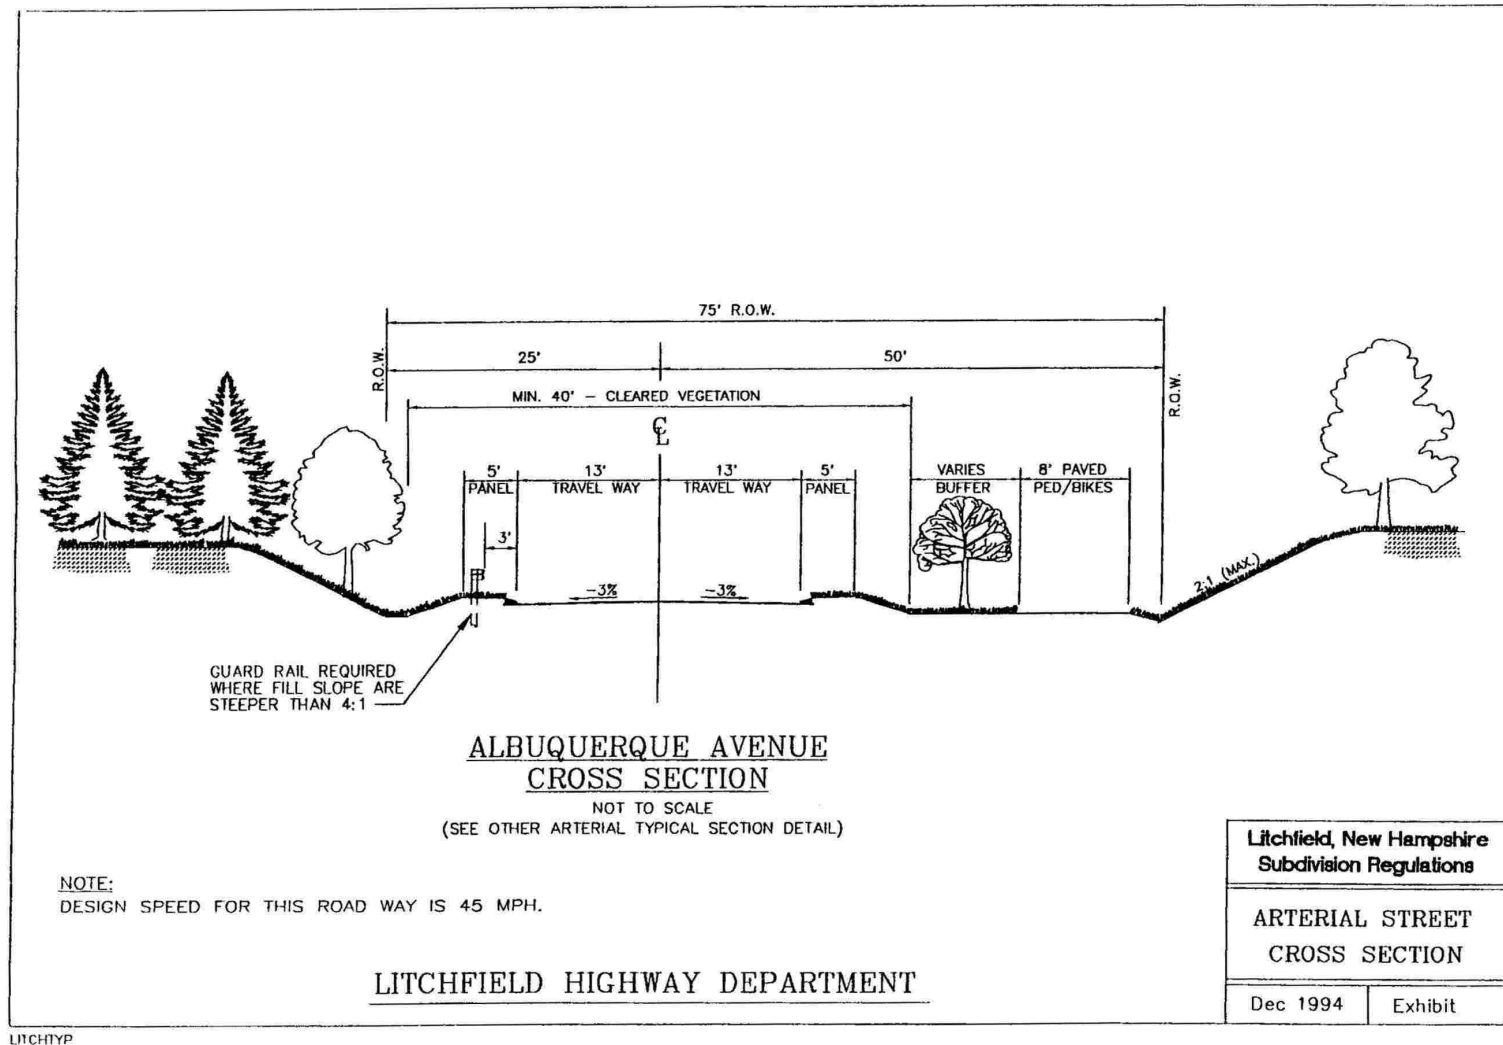 75' R.O.W.
25'
50'
R.O.W.
R.O.W.
MIN. 40' – CLEARED VEGETATION
CL
5'
PANEL
13'
TRAVEL WAY
13'
TRAVEL WAY
5'
PANEL
VARIES
BUFFER
8' PAVED
PED/BIKES
3'
-3%
-3%
2:1 (MAX.)
GUARD RAIL REQUIRED
WHERE FILL SLOPE ARE
STEEPER THAN 4:1
ALBUQUERQUE AVENUE
CROSS SECTION
NOT TO SCALE
(SEE OTHER ARTERIAL TYPICAL SECTION DETAIL)
NOTE:
DESIGN SPEED FOR THIS ROAD WAY IS 45 MPH.
LITCHFIELD HIGHWAY DEPARTMENT
Litchfield, New Hampshire
Subdivision Regulations
ARTERIAL STREET
CROSS SECTION
Dec 1994
Exhibit
LITCHTYP